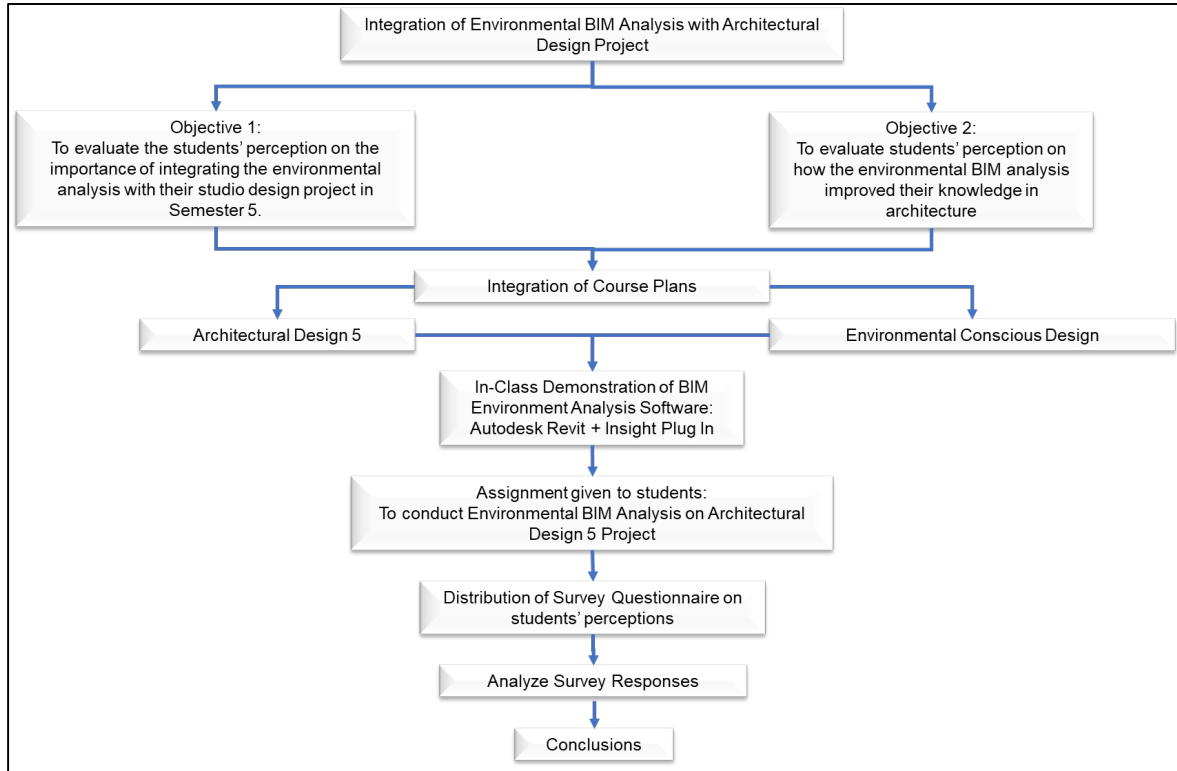 Integration of Environmental BIM Analysis with Architectural
Design Project
Objective 1:
To evaluate the students’ perception on the
importance of integrating the environmental
analysis with their studio design project in
Semester 5.
Objective 2:
To evaluate students’ perception on
how the environmental BIM analysis
improved their knowledge in
architecture
Integration of Course Plans
Architectural Design 5
Environmental Conscious Design
In-Class Demonstration of BIM
Environment Analysis Software:
Autodesk Revit + Insight Plug In
Assignment given to students:
To conduct Environmental BIM Analysis on Architectural
Design 5 Project
Distribution of Survey Questionnaire on
students’ perceptions
Analyze Survey Responses
Conclusions